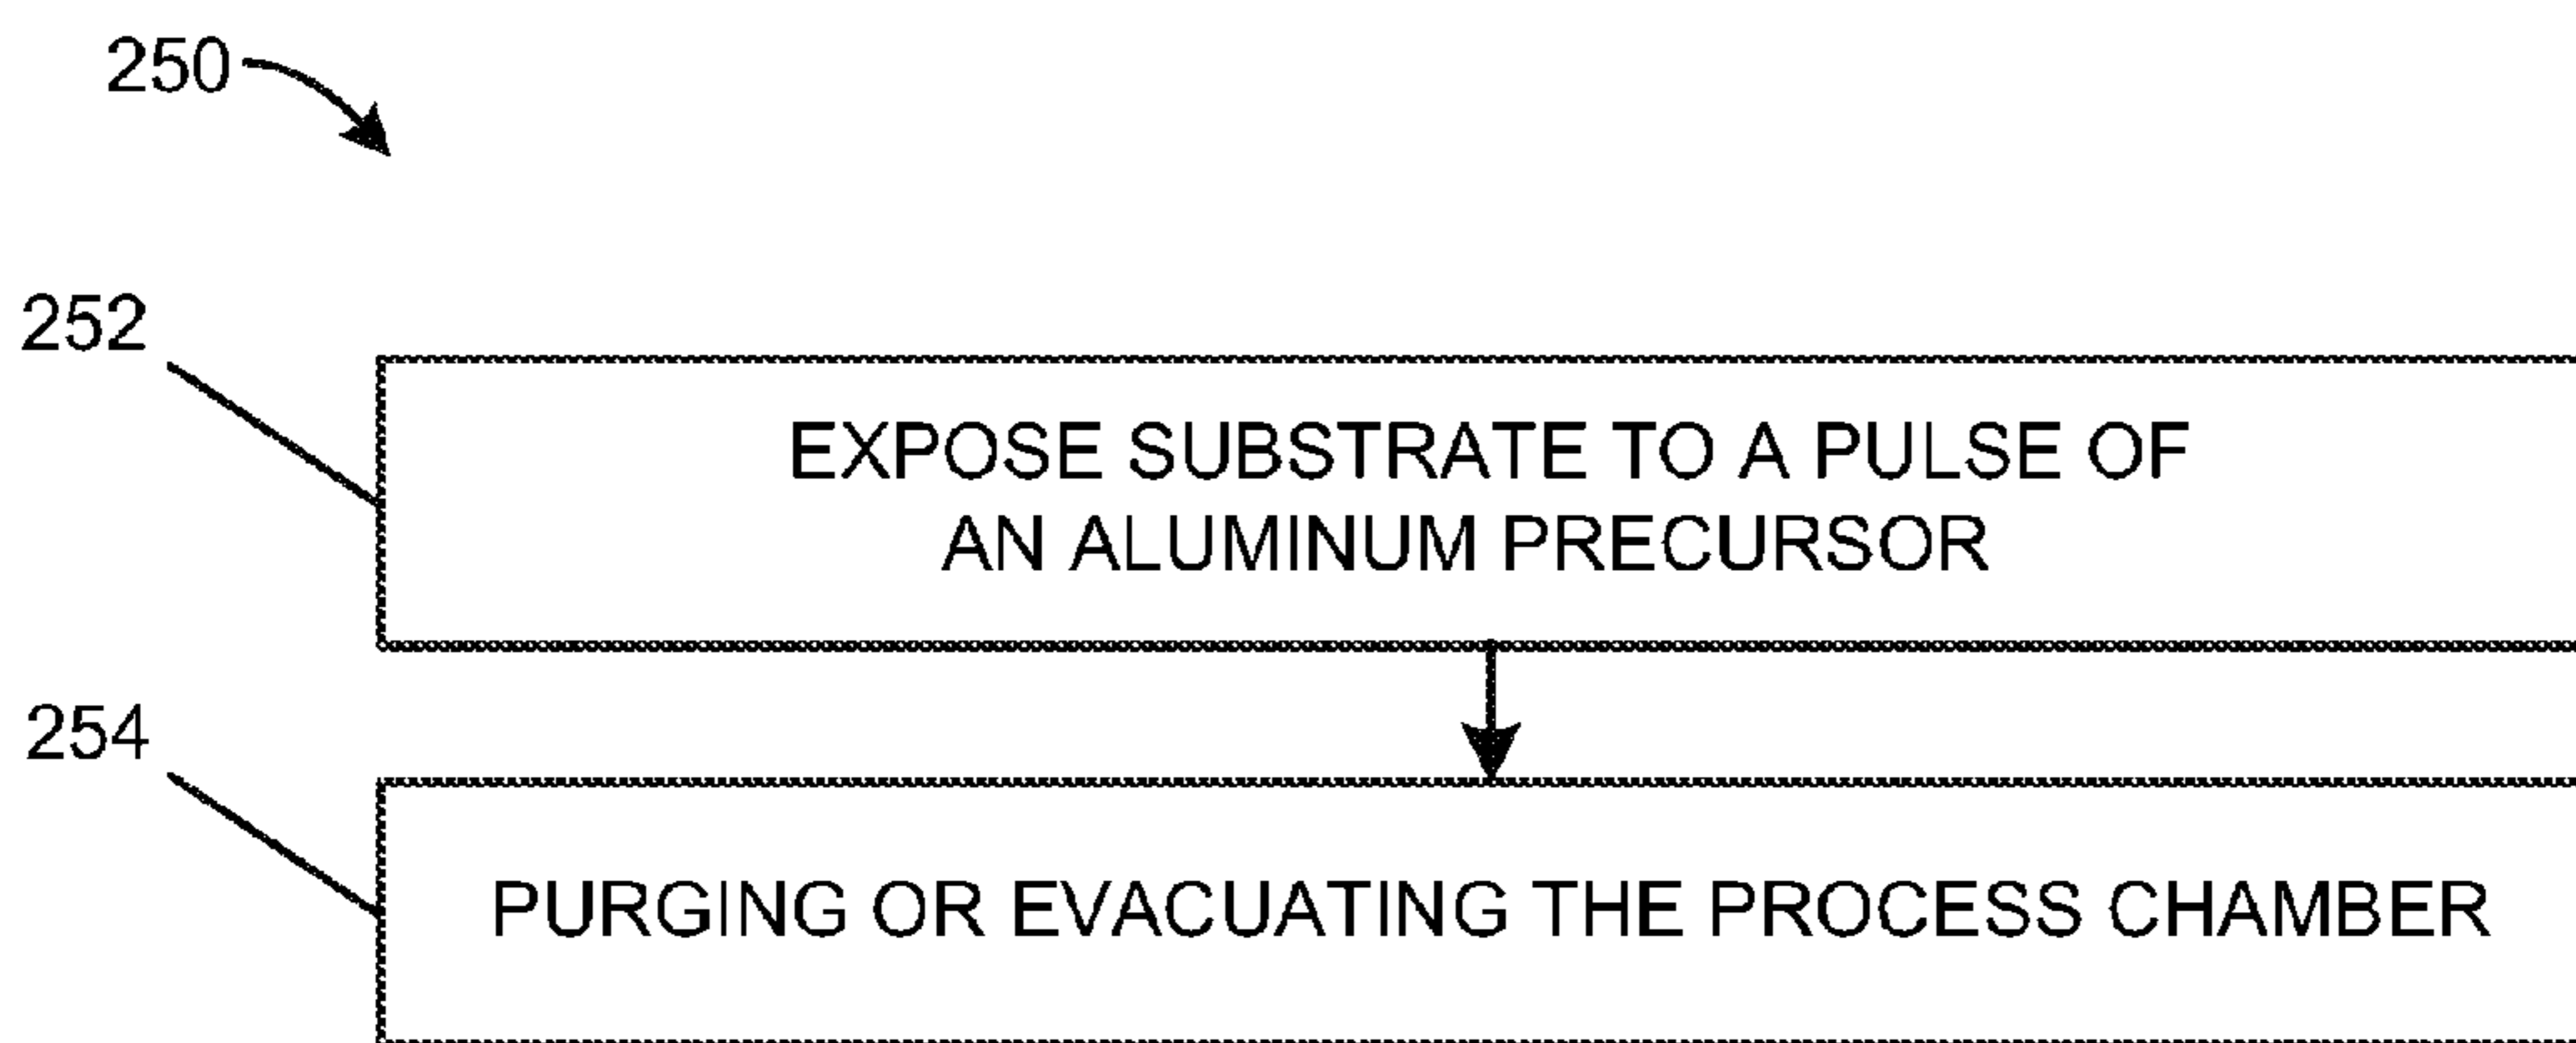 250
252
EXPOSE SUBSTRATE TO A PULSE OF
AN ALUMINUM PRECURSOR
254
PURGING OR EVACUATING THE PROCESS CHAMBER